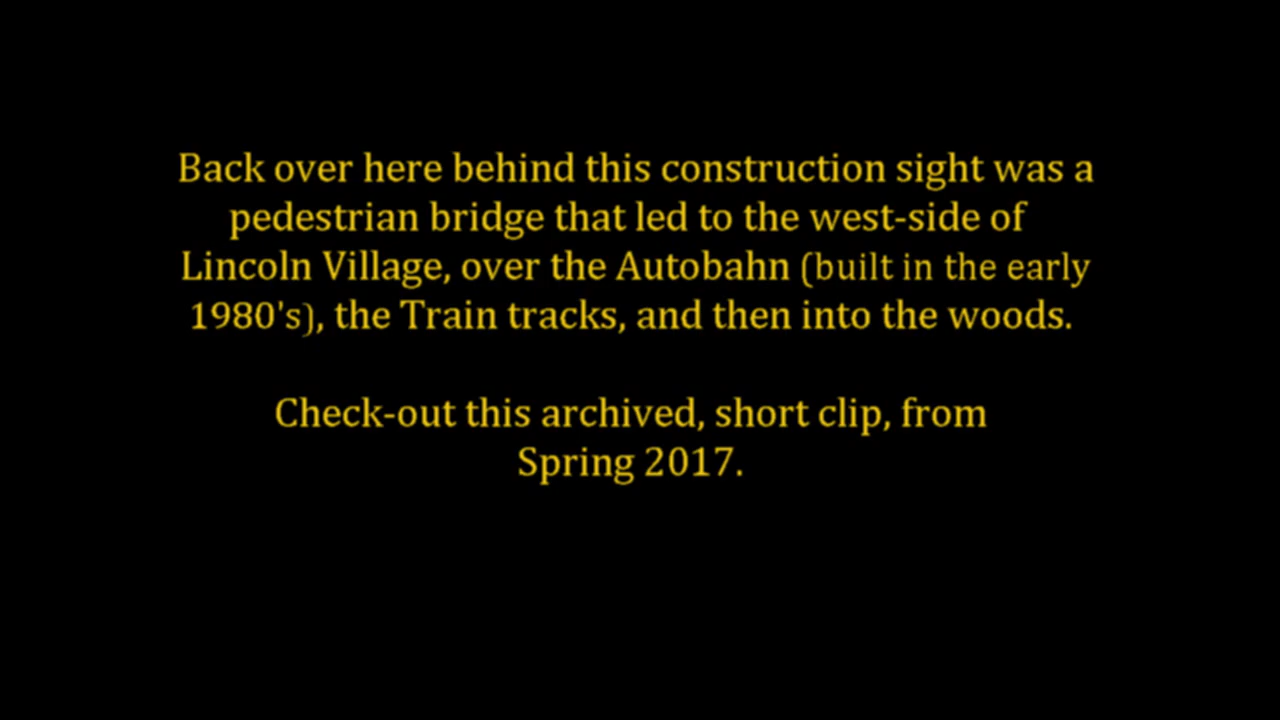 Back over here behind this construction sight was a
pedestrian bridge that led to the west-side of
Lincoln Village, over the Autobahn (built in the early
1980's), the Train tracks, and then into the woods.
Check-out this archived, short clip, from
Spring 2017.